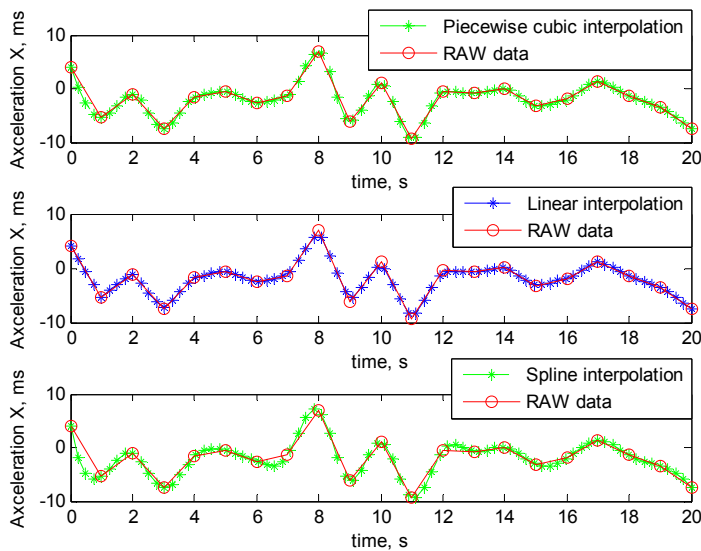 Piecewise cubic interpolation
RAW data
Axceleration X, ms
10
0
-10
0 2 4 6 8 10 12 14 16 18 20
time, s
Linear interpolation
RAW data
Axceleration X, ms
10
0
-10
0 2 4 6 8 10 12 14 16 18 20
time, s
Spline interpolation
RAW data
Axceleration X, ms
10
0
-10
0 2 4 6 8 10 12 14 16 18 20
time, s